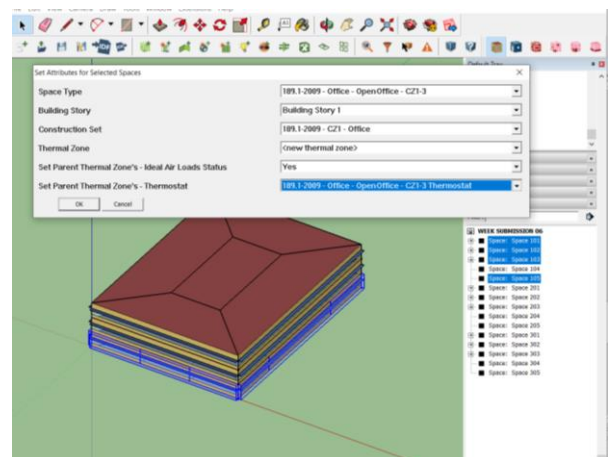 Set Attributes for Selected Spaces
Space Type 189.1-2009 - Office - OpenOffice - CZ1-3
Building Story Building Story 1
Construction Set 189.1-2009 - CZ1 - Office
Thermal Zone <new thermal zone>
Set Parent Thermal Zone's - Ideal Air Loads Status Yes
Set Parent Thermal Zone's - Thermostat 189.1-2009 - Office - OpenOffice - CZ1-3 Thermostat
OK Cancel
WEEK SUBMISSION 06
Space: Space 101
Space: Space 102
Space: Space 103
Space: Space 104
Space: Space 105
Space: Space 201
Space: Space 202
Space: Space 203
Space: Space 204
Space: Space 205
Space: Space 301
Space: Space 302
Space: Space 303
Space: Space 304
Space: Space 305